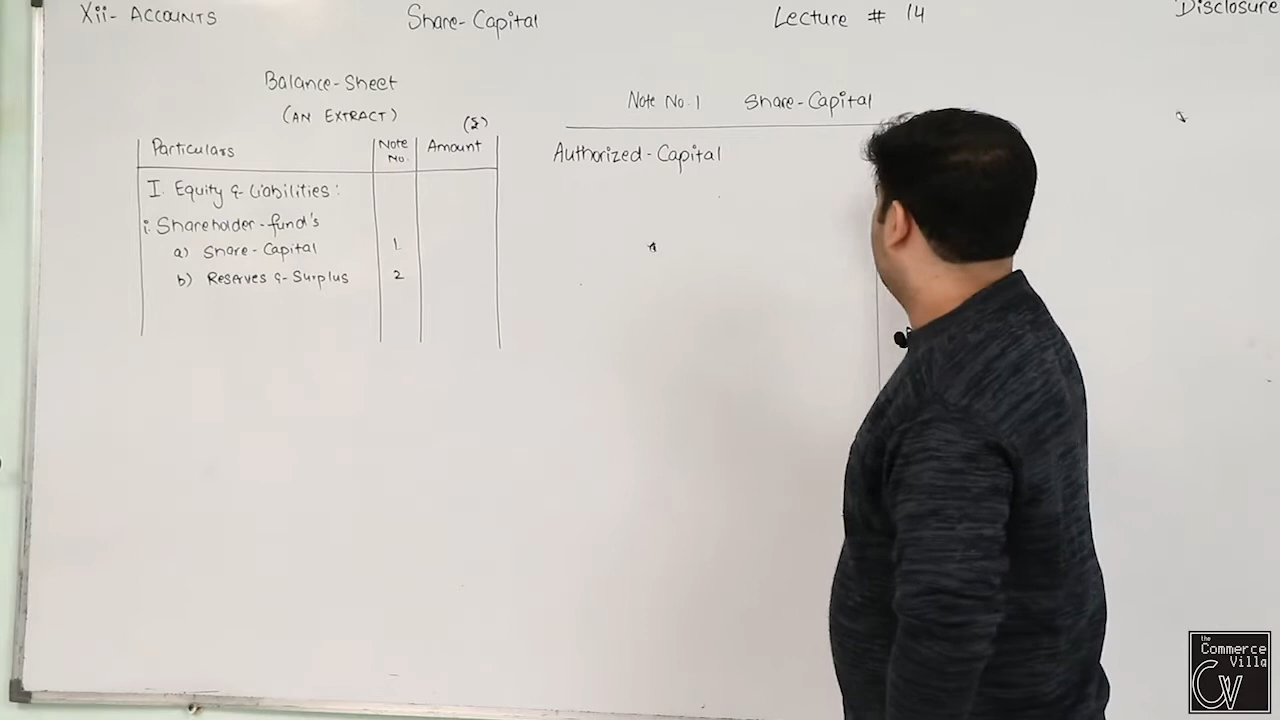 Xii- ACCOUNTS
Share-Capital
Lecture # 14
Disclosure
Balance-Sheet
(AN EXTRACT)
(₹)
Particulars
Note No.
Amount
I. Equity & Liabilities:
i. Shareholder-fund's
a) Share-Capital 1
b) Reserves & Surplus 2
Note No. 1 Share-Capital
Authorized-Capital
the
Commerce
Villa
CV